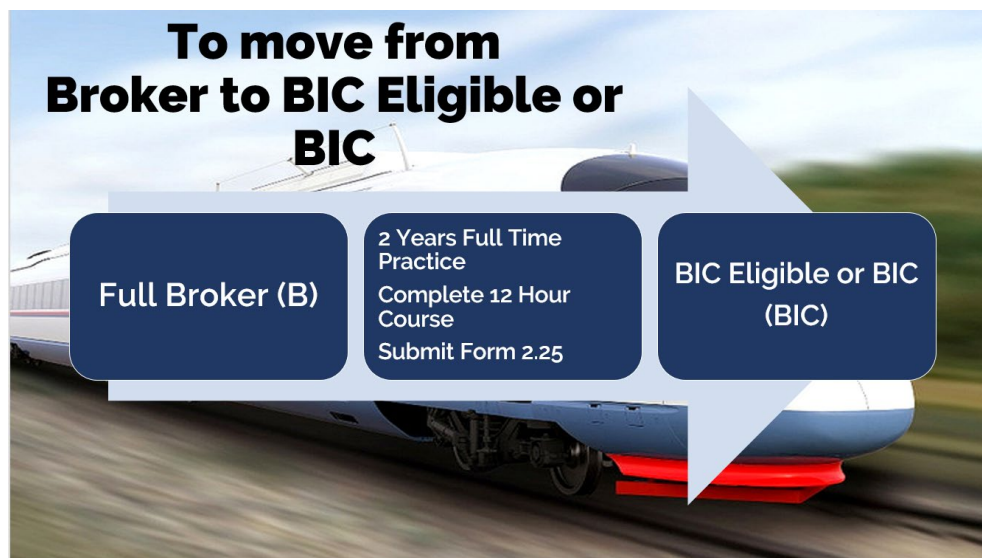 To move from
Broker to BIC Eligible or
BIC
Full Broker (B)
2 Years Full Time
Practice
Complete 12 Hour
Course
Submit Form 2.25
BIC Eligible or BIC
(BIC)